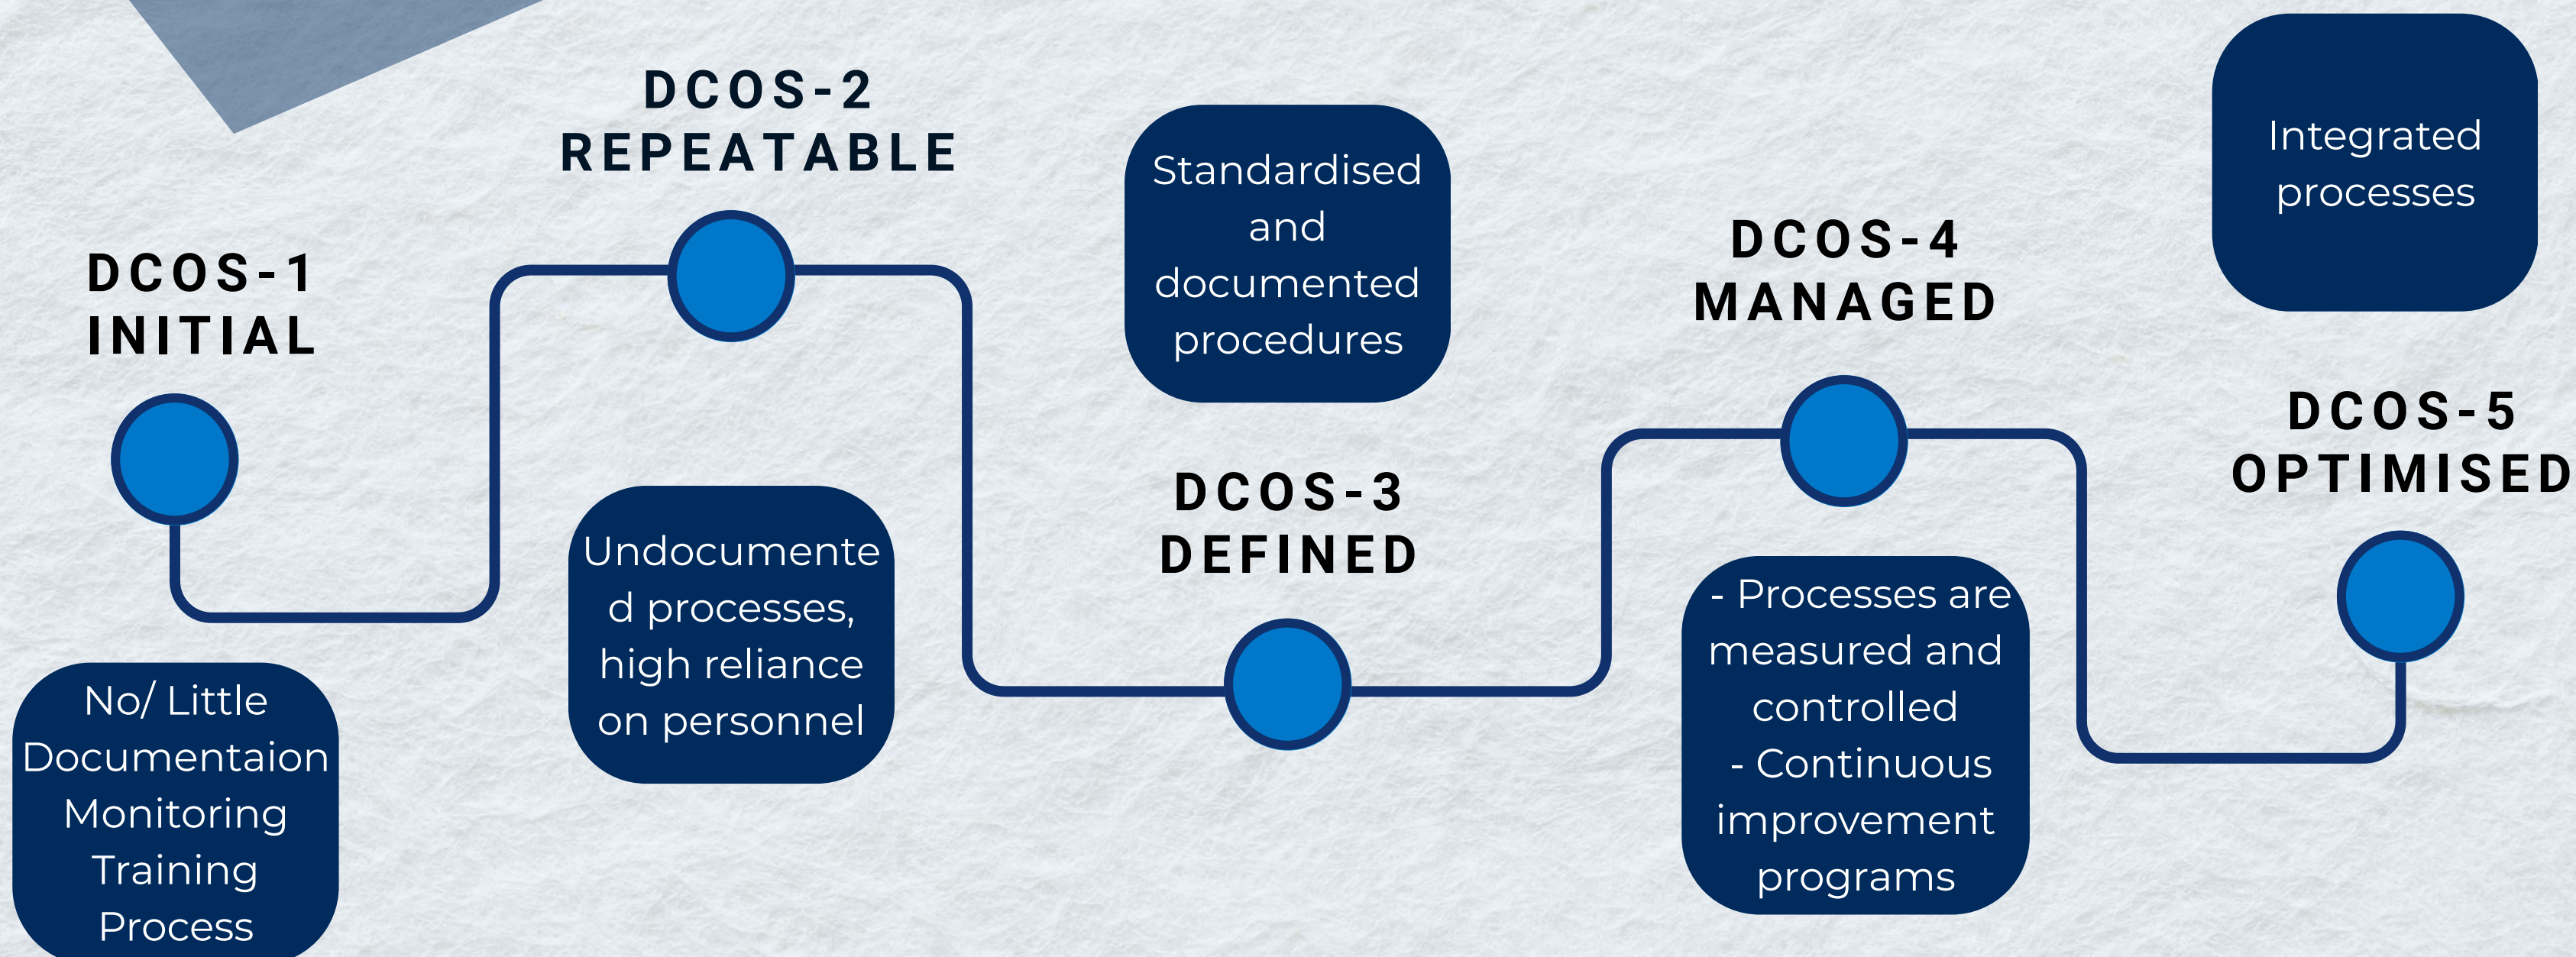 DCOS-1
INITIAL
No/ Little
Documentaion
Monitoring
Training
Process
DCOS-2
REPEATABLE
Undocumente
d processes,
high reliance
on personnel
Standardised
and
documented
procedures
DCOS-3
DEFINED
DCOS-4
MANAGED
- Processes are
measured and
controlled
- Continuous
improvement
programs
Integrated
processes
DCOS-5
OPTIMISED